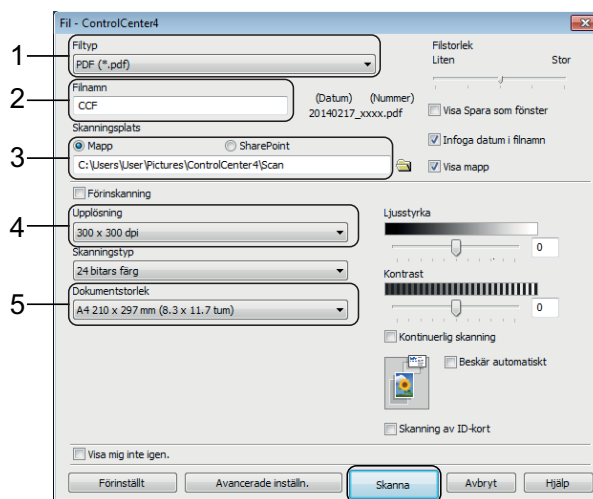 Fil - ControlCenter4
1
Filtyp
PDF (*.pdf)
Filstorlek
Liten Stor
2
Filnamn
CCF
(Datum) (Nummer)
20140217_xxxx.pdf
Visa Spara som fönster
Infoga datum i filnamn
Visa mapp
3
Skanningsplats
Mapp SharePoint
C:\Users\User\Pictures\ControlCenter4\Scan
Förinskanning
4
Upplösning
300 x 300 dpi
Skanningstyp
24 bitars färg
5
Dokumentstorlek
A4 210 x 297 mm (8.3 x 11.7 tum)
Ljusstyrka
0
Kontrast
0
Kontinuerlig skanning
Beskär automatiskt
Skanning av ID-kort
Visa mig inte igen.
Förinställt Avancerade inställn. Skanna Avbryt Hjälp